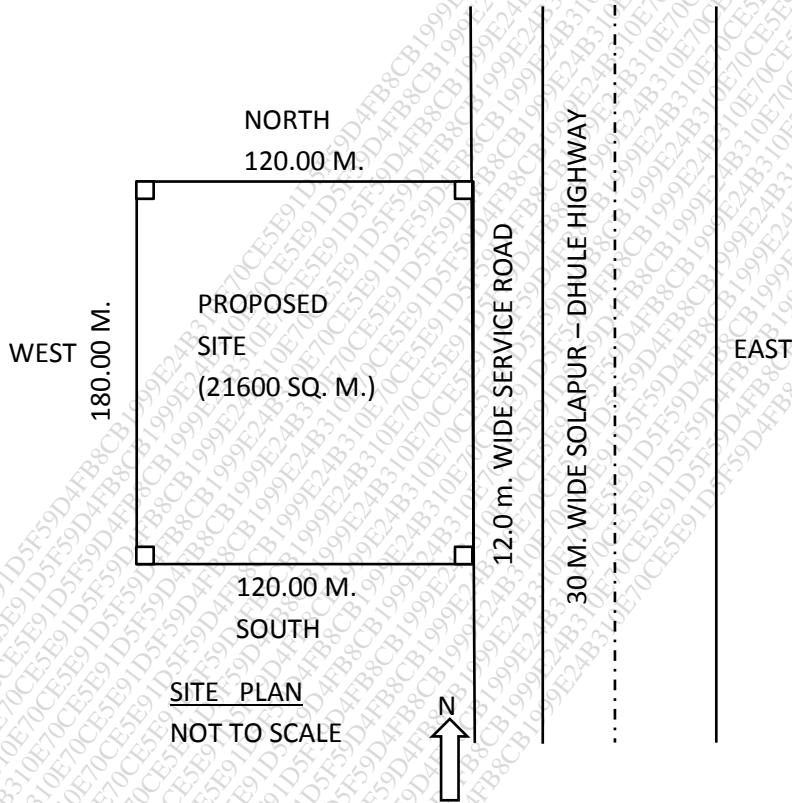 NORTH
120.00 M.
WEST
180.00 M.
PROPOSED
SITE
(21600 SQ. M.)
12.0 m. WIDE SERVICE ROAD
30 M. WIDE SOLAPUR – DHULE HIGHWAY
EAST
120.00 M.
SOUTH
SITE PLAN
NOT TO SCALE
N